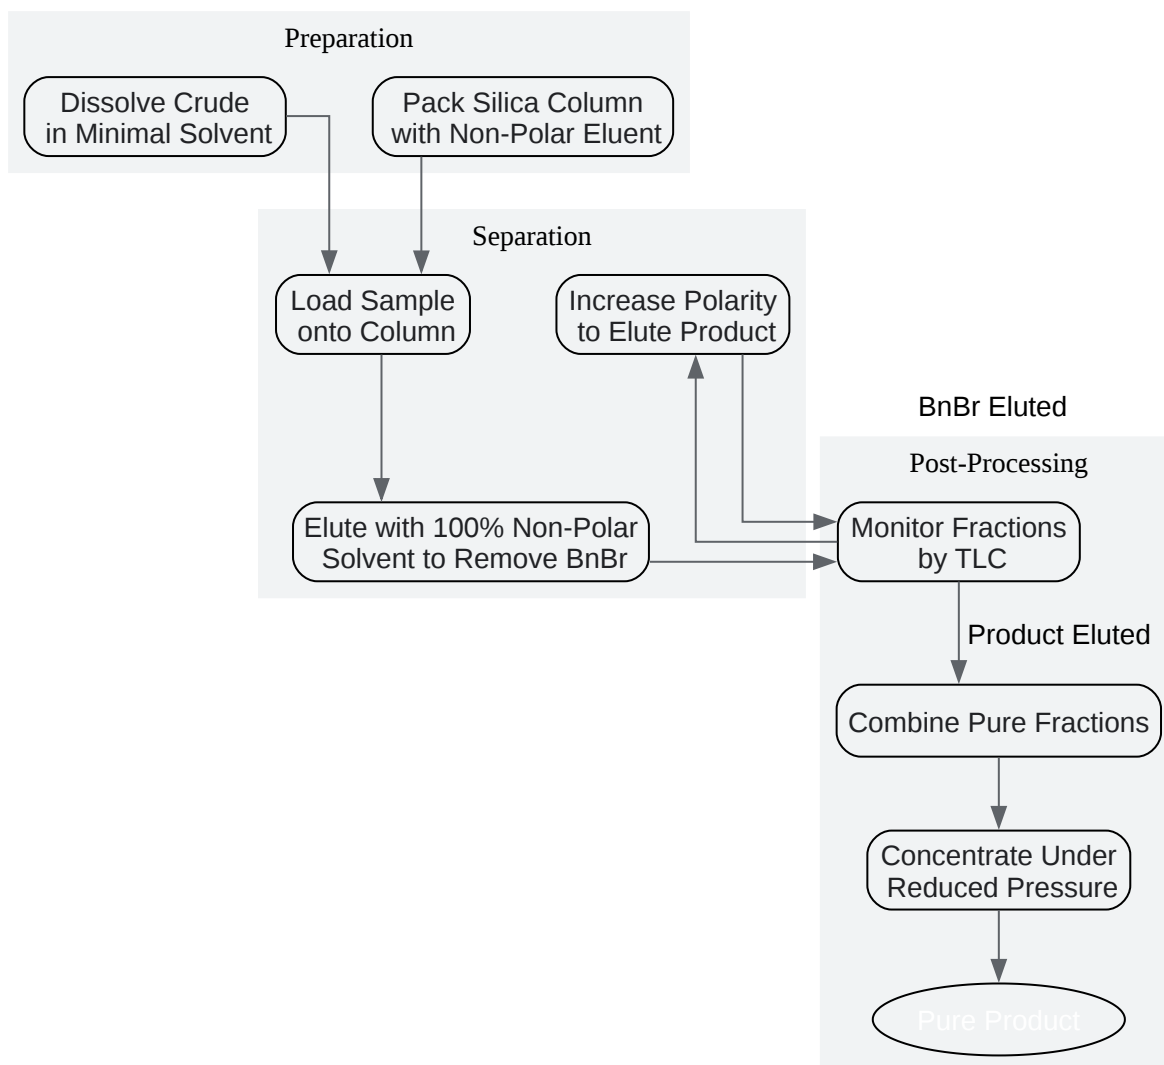 Preparation
Dissolve Crude
in Minimal Solvent
Pack Silica Column
with Non-Polar Eluent
Separation
Load Sample
onto Column
Increase Polarity
to Elute Product
Elute with 100% Non-Polar
Solvent to Remove BnBr
BnBr Eluted
Post-Processing
Monitor Fractions
by TLC
Product Eluted
Combine Pure Fractions
Concentrate Under
Reduced Pressure
Pure Product